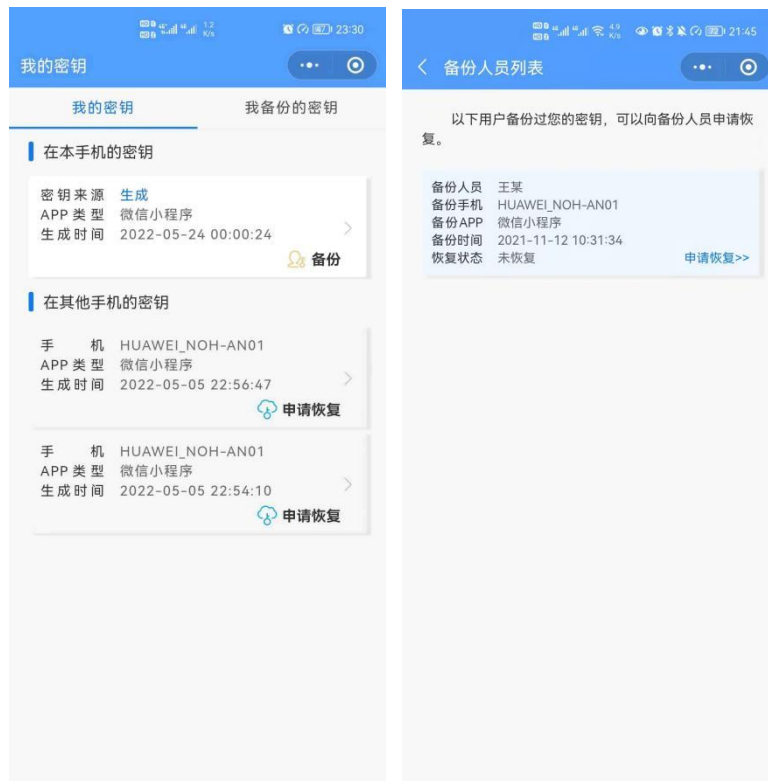 1.2
K/s
23:30
我的密钥
我的密钥 我备份的密钥
在本手机的密钥
密钥来源 生成
APP 类型 微信小程序
生成时间 2022-05-24 00:00:24
备份
在其他手机的密钥
手 机 HUAWEI_NOH-AN01
APP 类型 微信小程序
生成时间 2022-05-05 22:56:47
申请恢复
手 机 HUAWEI_NOH-AN01
APP 类型 微信小程序
生成时间 2022-05-05 22:54:10
申请恢复
4.9
K/s
21:45
备份人员列表
以下用户备份过您的密钥，可以向备份人员申请恢
复。
备份人员 王某
备份手机 HUAWEI_NOH-AN01
备份APP 微信小程序
备份时间 2021-11-12 10:31:34
恢复状态 未恢复 申请恢复>>